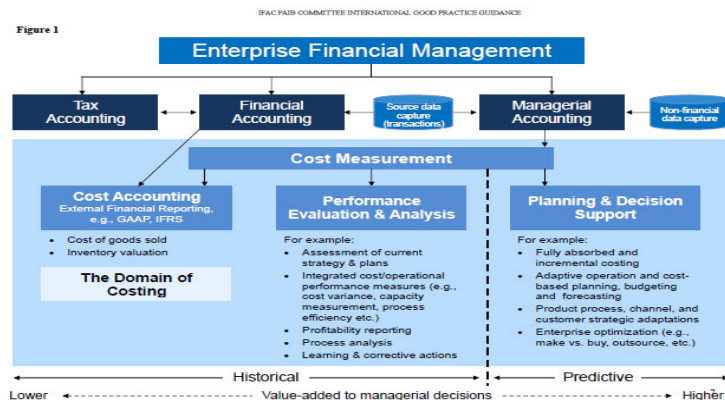 IFAC PAIB COMMITTEE INTERNATIONAL GOOD PRACTICE GUIDANCE
Figure 1
Enterprise Financial Management
Tax
Accounting
Financial
Accounting
Source data
capture
(transactions)
Managerial
Accounting
Non-financial
data capture
Cost Measurement
Cost Accounting
External Financial Reporting,
e.g., GAAP, IFRS
• Cost of goods sold
• Inventory valuation
The Domain of
Costing
Performance
Evaluation & Analysis
For example:
• Assessment of current
strategy & plans
• Integrated cost/operational
performance measures (e.g.,
cost variance, capacity
measurement, process
efficiency etc.)
• Profitability reporting
• Process analysis
• Learning & corrective actions
Planning & Decision
Support
For example:
• Fully absorbed and
incremental costing
• Adaptive operation and cost-
based planning, budgeting
and forecasting
• Product process, channel, and
customer strategic adaptations
• Enterprise optimization (e.g.,
make vs. buy, outsource, etc.)
Historical
Predictive
Lower
Value-added to managerial decisions
Higher
7